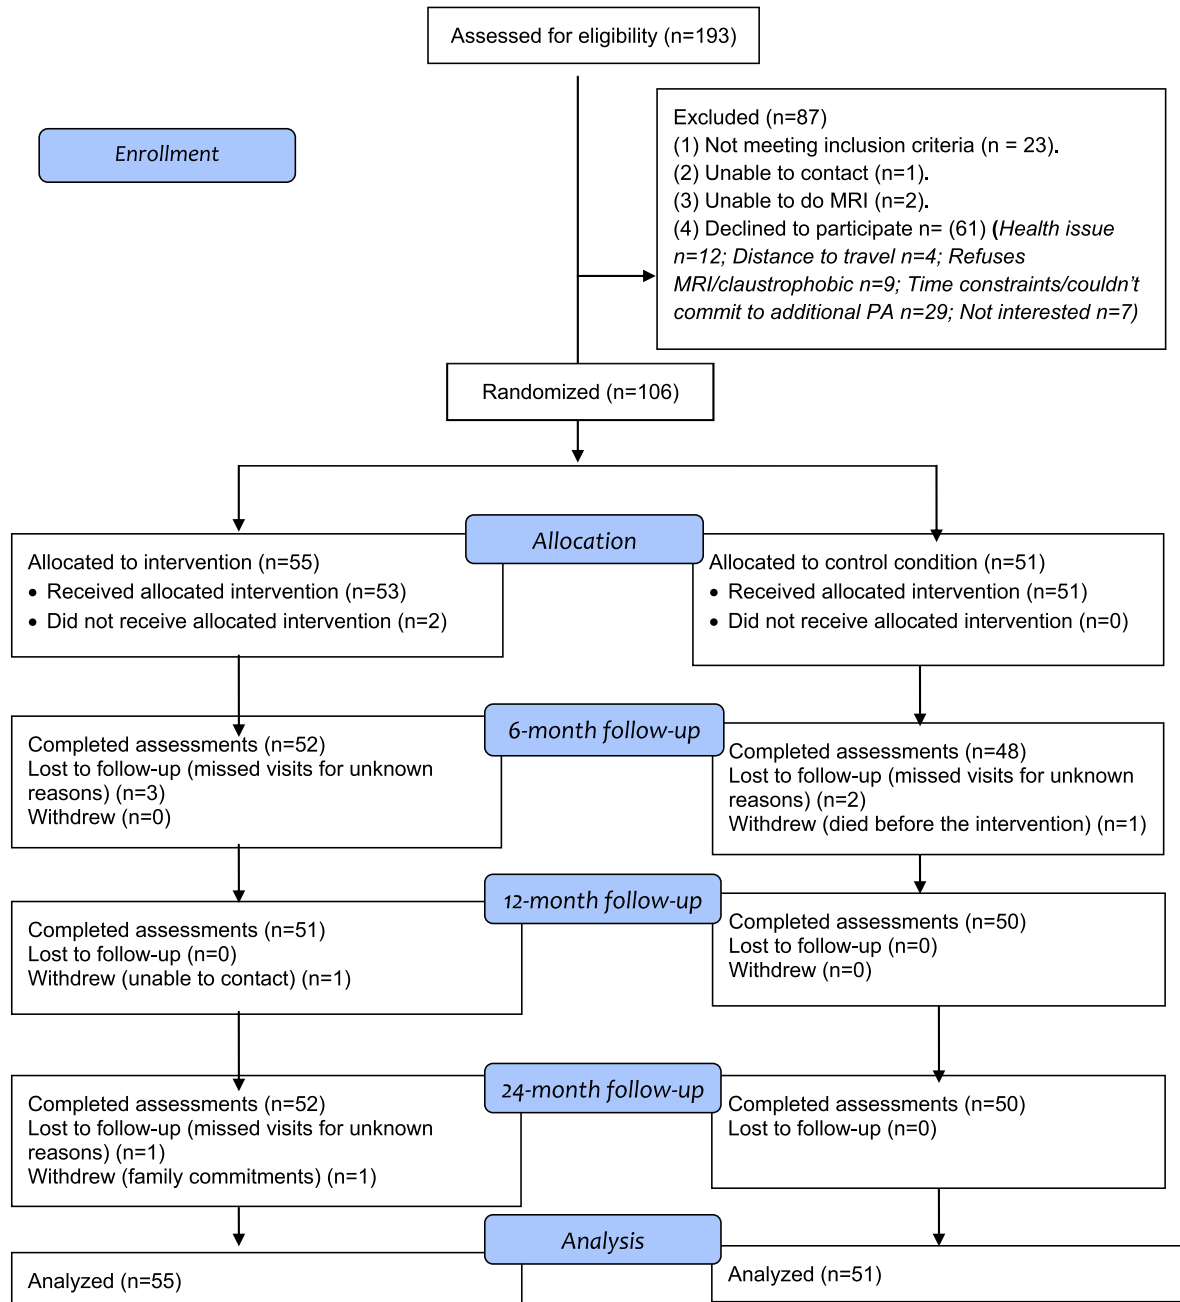 Assessed for eligibility (n=193)
Enrollment
Excluded (n=87)
(1) Not meeting inclusion criteria (n = 23).
(2) Unable to contact (n=1).
(3) Unable to do MRI (n=2).
(4) Declined to participate n= (61) (Health issue
n=12; Distance to travel n=4; Refuses
MRI/claustrophobic n=9; Time constraints/couldn't
commit to additional PA n=29; Not interested n=7)
Randomized (n=106)
Allocation
Allocated to intervention (n=55)
• Received allocated intervention (n=53)
• Did not receive allocated intervention (n=2)
Allocated to control condition (n=51)
• Received allocated intervention (n=51)
• Did not receive allocated intervention (n=0)
6-month follow-up
Completed assessments (n=52)
Lost to follow-up (missed visits for unknown
reasons) (n=3)
Withdrew (n=0)
Completed assessments (n=48)
Lost to follow-up (missed visits for unknown
reasons) (n=2)
Withdrew (died before the intervention) (n=1)
12-month follow-up
Completed assessments (n=51)
Lost to follow-up (n=0)
Withdrew (unable to contact) (n=1)
Completed assessments (n=50)
Lost to follow-up (n=0)
Withdrew (n=0)
24-month follow-up
Completed assessments (n=52)
Lost to follow-up (missed visits for unknown
reasons) (n=1)
Withdrew (family commitments) (n=1)
Completed assessments (n=50)
Lost to follow-up (n=0)
Analysis
Analyzed (n=55)
Analyzed (n=51)